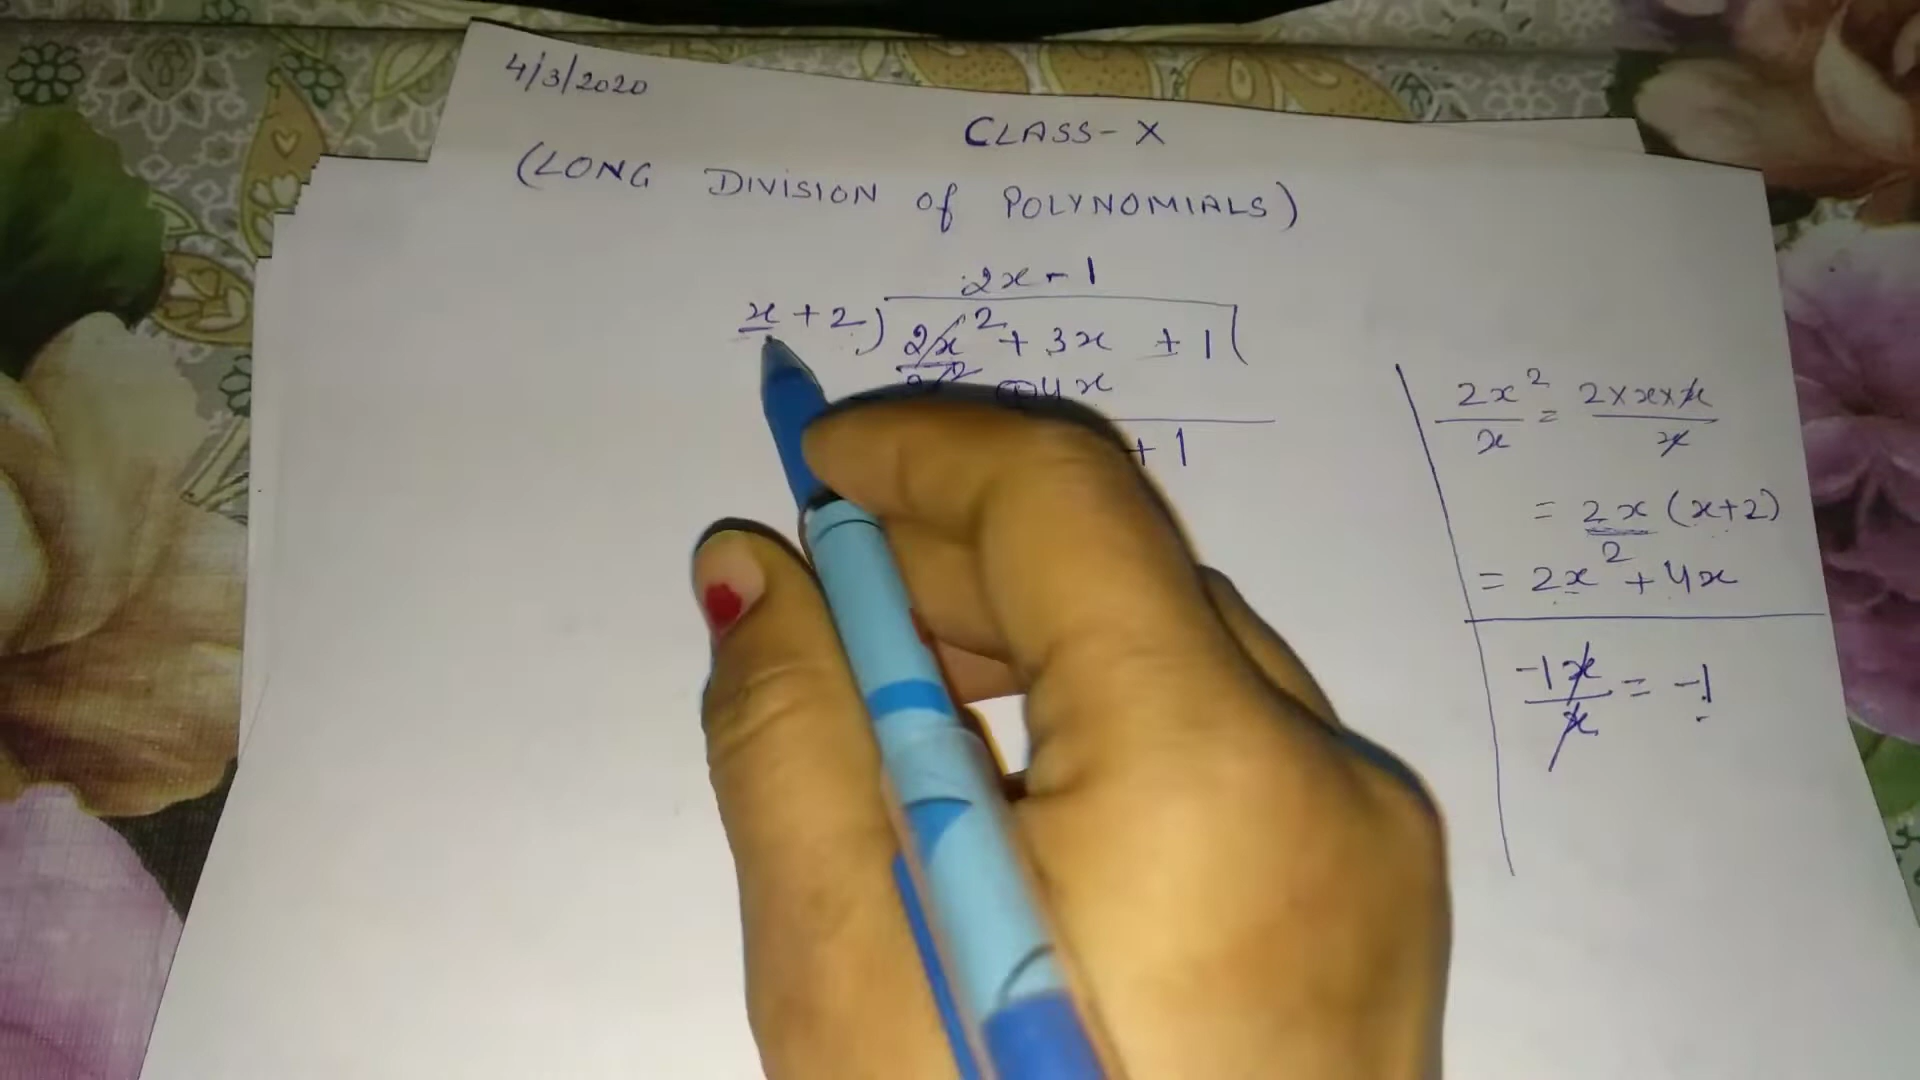 4/3/2020
CLASS - X
(LONG DIVISION of POLYNOMIALS)
2x - 1
x + 2) 2x² + 3x + 1(
4x
+ 1
2x²/x = 2×x×x/x
= 2x (x+2)
= 2x² + 4x
-1x/x = -1